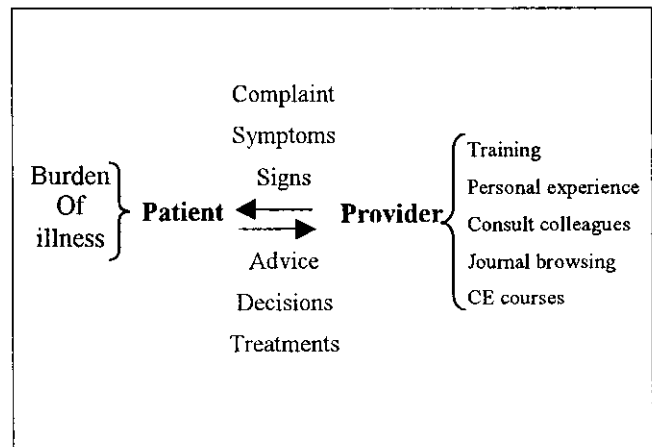 Complaint
Symptoms
Signs
Burden
Of
illness
Patient
Provider
Advice
Decisions
Treatments
Training
Personal experience
Consult colleagues
Journal browsing
CE courses